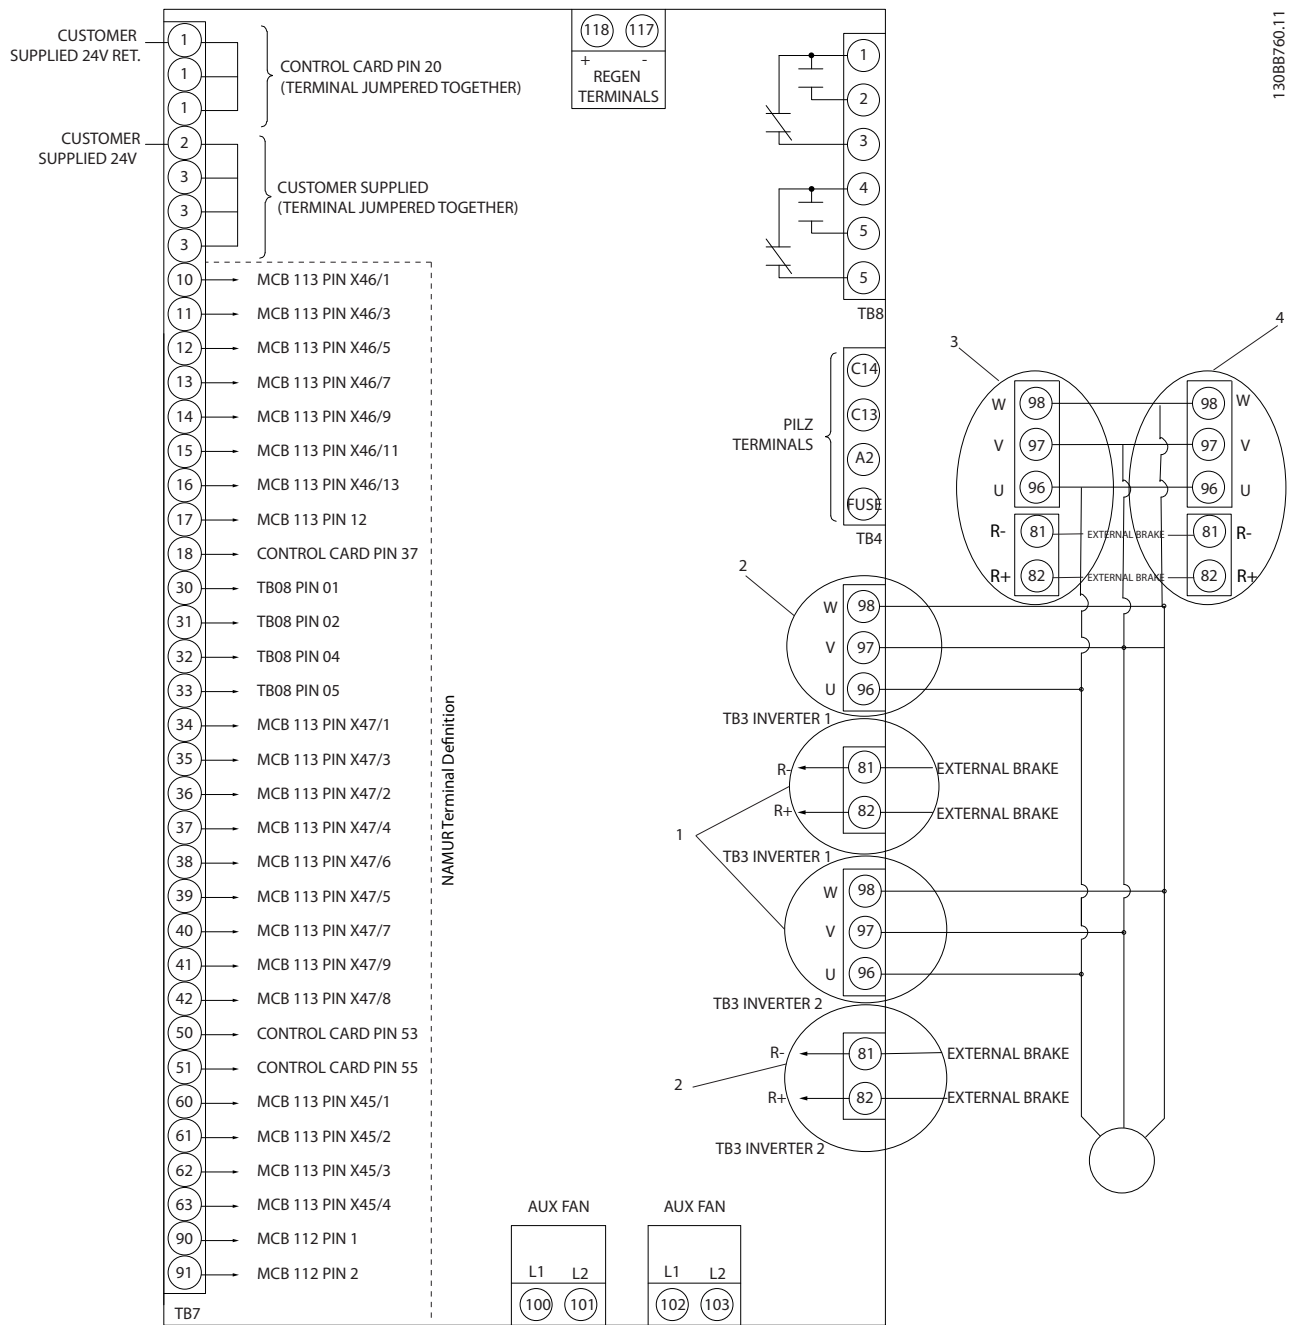 130BB760.11
CUSTOMER
SUPPLIED 24V RET.
1
1
1
CONTROL CARD PIN 20
(TERMINAL JUMPERED TOGETHER)
CUSTOMER
SUPPLIED 24V
2
3
3
3
CUSTOMER SUPPLIED
(TERMINAL JUMPERED TOGETHER)
10 MCB 113 PIN X46/1
11 MCB 113 PIN X46/3
12 MCB 113 PIN X46/5
13 MCB 113 PIN X46/7
14 MCB 113 PIN X46/9
15 MCB 113 PIN X46/11
16 MCB 113 PIN X46/13
17 MCB 113 PIN 12
18 CONTROL CARD PIN 37
30 TB08 PIN 01
31 TB08 PIN 02
32 TB08 PIN 04
33 TB08 PIN 05
34 MCB 113 PIN X47/1
35 MCB 113 PIN X47/3
36 MCB 113 PIN X47/2
37 MCB 113 PIN X47/4
38 MCB 113 PIN X47/6
39 MCB 113 PIN X47/5
40 MCB 113 PIN X47/7
41 MCB 113 PIN X47/9
42 MCB 113 PIN X47/8
50 CONTROL CARD PIN 53
51 CONTROL CARD PIN 55
60 MCB 113 PIN X45/1
61 MCB 113 PIN X45/2
62 MCB 113 PIN X45/3
63 MCB 113 PIN X45/4
90 MCB 112 PIN 1
91 MCB 112 PIN 2
TB7
NAMUR Terminal Definition
118 117
+ -
REGEN
TERMINALS
1
2
3
4
5
5
TB8
PILZ
TERMINALS
C14
C13
A2
FUSE
TB4
2
W 98
V 97
U 96
TB3 INVERTER 1
1
R- 81 EXTERNAL BRAKE
R+ 82 EXTERNAL BRAKE
TB3 INVERTER 1
W 98
V 97
U 96
TB3 INVERTER 2
2
R- 81 EXTERNAL BRAKE
R+ 82 EXTERNAL BRAKE
TB3 INVERTER 2
3
4
W 98 98 W
V 97 97 V
U 96 96 U
R- 81 EXTERNAL BRAKE 81 R-
R+ 82 EXTERNAL BRAKE 82 R+
AUX FAN
L1 L2
100 101
AUX FAN
L1 L2
102 103